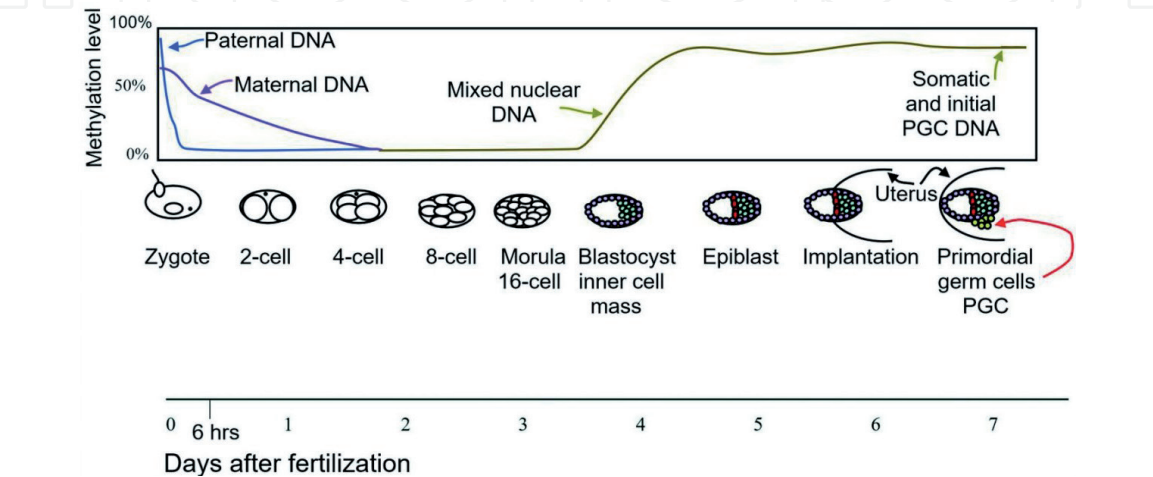 Methylation level
100%
50%
0%
Paternal DNA
Maternal DNA
Mixed nuclear
DNA
Somatic
and initial
PGC DNA
Uterus
Zygote
2-cell
4-cell
8-cell
Morula
16-cell
Blastocyst
inner cell
mass
Epiblast
Implantation
Primordial
germ cells
PGC
0 6 hrs 1 2 3 4 5 6 7
Days after fertilization